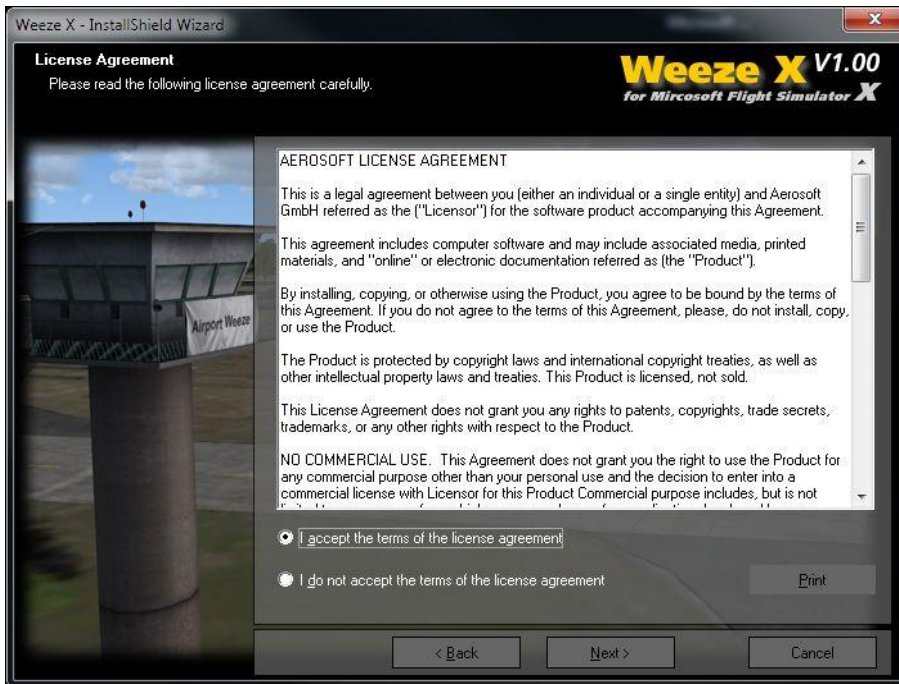 Weeze X - InstallShield Wizard
License Agreement
Please read the following license agreement carefully.
Weeze X V1.00
for Mircosoft Flight Simulator X
AEROSOFT LICENSE AGREEMENT
This is a legal agreement between you (either an individual or a single entity) and Aerosoft
GmbH referred as the ("Licensor") for the software product accompanying this Agreement.
This agreement includes computer software and may include associated media, printed
materials, and "online" or electronic documentation referred as (the "Product").
By installing, copying, or otherwise using the Product, you agree to be bound by the terms of
this Agreement. If you do not agree to the terms of this Agreement, please, do not install, copy,
or use the Product.
The Product is protected by copyright laws and international copyright treaties, as well as
other intellectual property laws and treaties. This Product is licensed, not sold.
This License Agreement does not grant you any rights to patents, copyrights, trade secrets,
trademarks, or any other rights with respect to the Product.
NO COMMERCIAL USE. This Agreement does not grant you the right to use the Product for
any commercial purpose other than your personal use and the decision to enter into a
commercial license with Licensor for this Product Commercial purpose includes, but is not
Airport Weeze
I accept the terms of the license agreement
I do not accept the terms of the license agreement
Print
< Back
Next >
Cancel